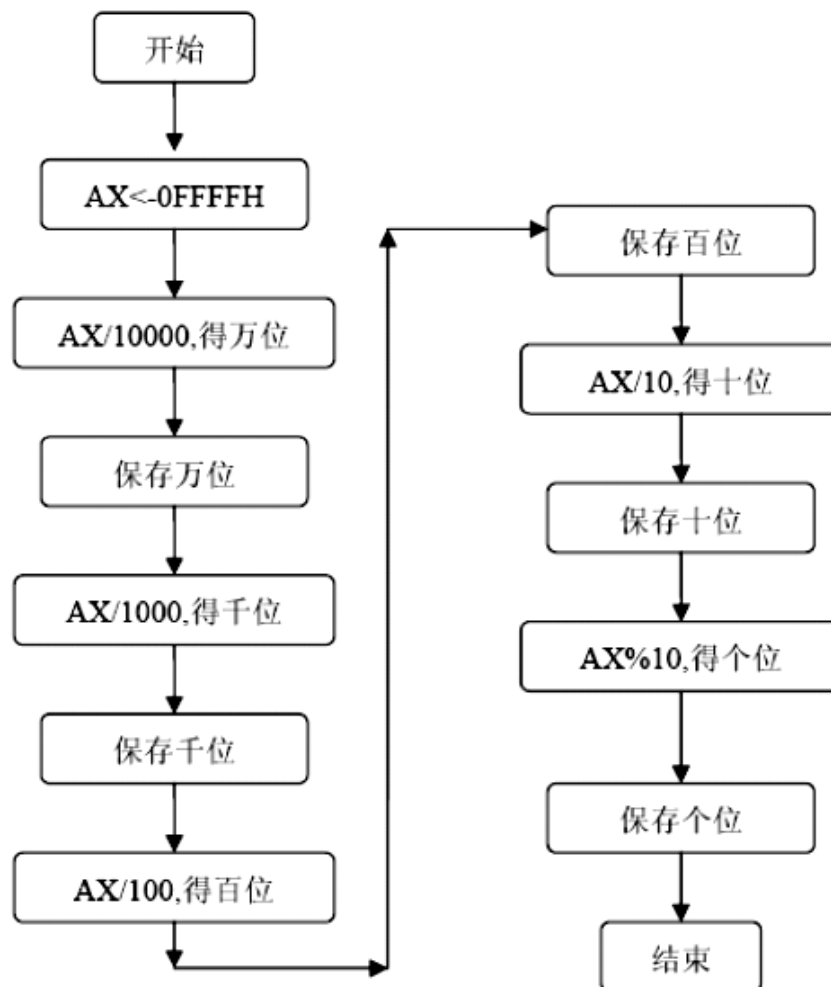 开始
AX<-0FFFFH
AX/10000,得万位
保存万位
AX/1000,得千位
保存千位
AX/100,得百位
保存百位
AX/10,得十位
保存十位
AX%10,得个位
保存个位
结束